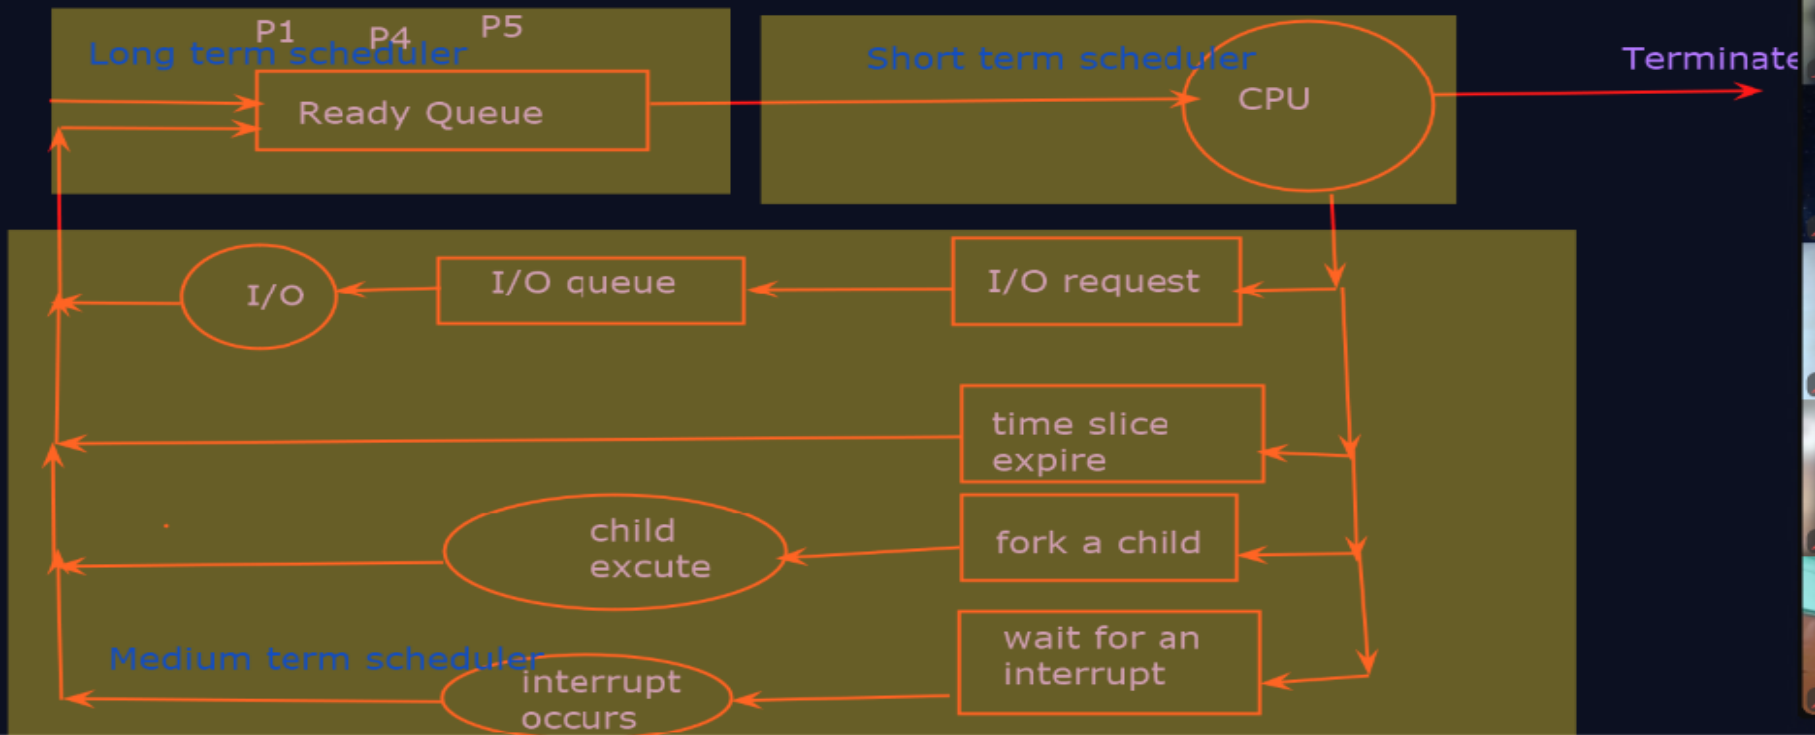 P1
P4
P5
Long term scheduler
Ready Queue
Short term scheduler
CPU
Terminate
I/O
I/O queue
I/O request
time slice
expire
child
excute
fork a child
Medium term scheduler
interrupt
occurs
wait for an
interrupt